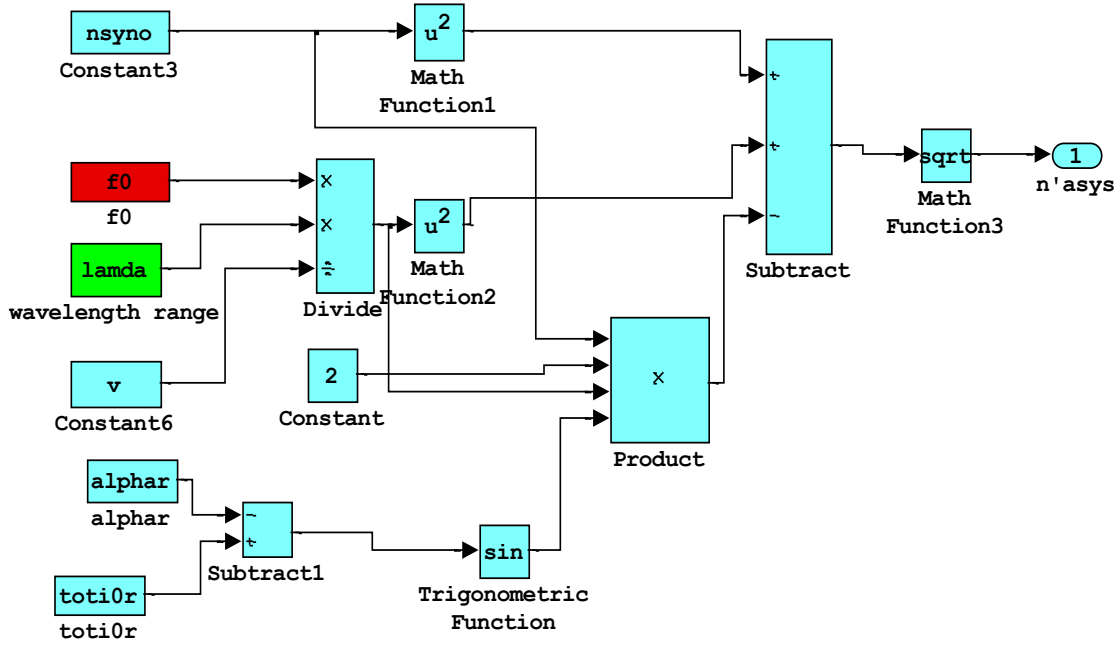 nsyno
Constant3
u²
Math
Function1
f0
f0
lamda
wavelength range
v
Constant6
×
×
÷
Divide
u²
Math
Function2
2
Constant
×
Product
alphar
alphar
toti0r
toti0r
-
+
Subtract1
sin
Trigonometric
Function
+
+
-
Subtract
sqrt
Math
Function3
1
n'asys